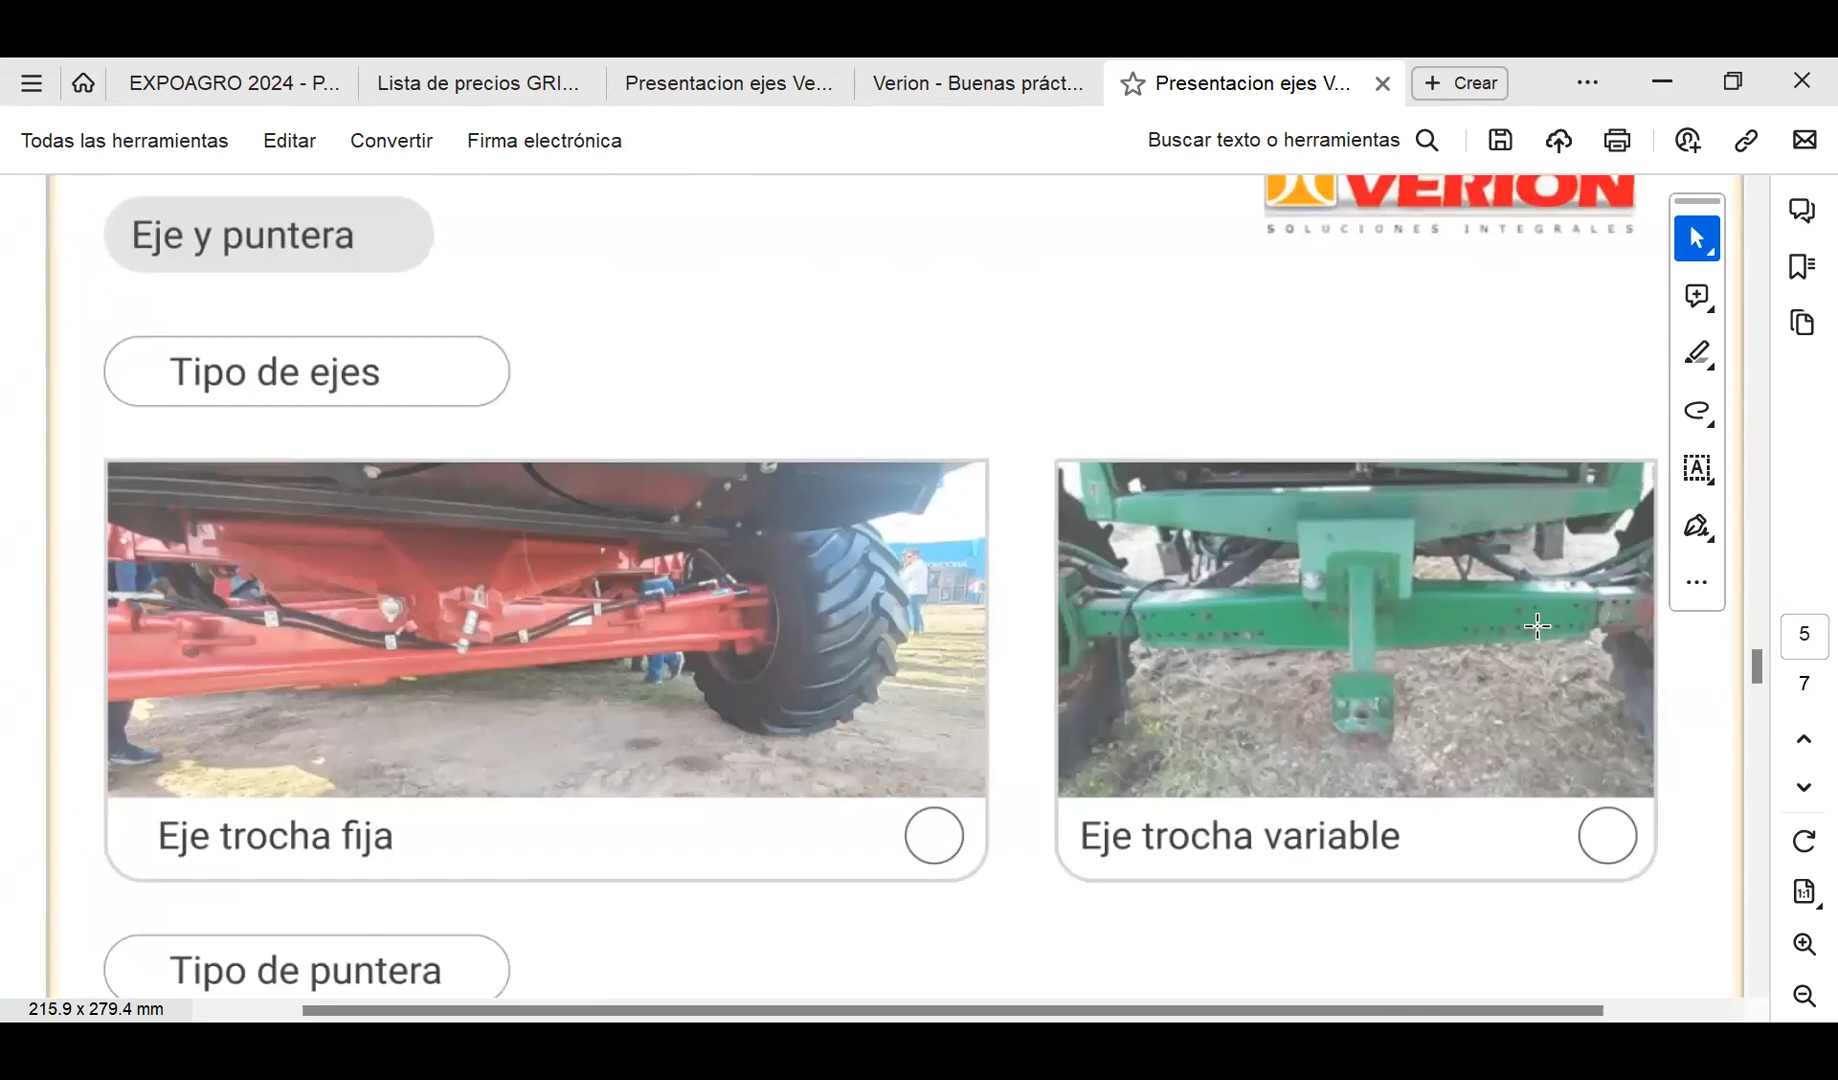 EXPOAGRO 2024 - P...
Lista de precios GRI...
Presentacion ejes Ve...
Verion - Buenas práct...
Presentacion ejes V...
Crear
Todas las herramientas
Editar
Convertir
Firma electrónica
Buscar texto o herramientas
VERION
SOLUCIONES INTEGRALES
Eje y puntera
Tipo de ejes
Eje trocha fija
Eje trocha variable
Tipo de puntera
5
7
215.9 x 279.4 mm